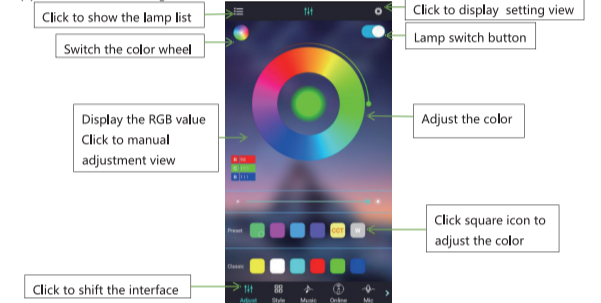 Click to show the lamp list
Click to display setting view
Switch the color wheel
Lamp switch button
Display the RGB value
Click to manual
adjustment view
Adjust the color
Click square icon to
adjust the color
Preset
CCT
W
Classic
Click to shift the interface
Adjust Style Music Online Mic